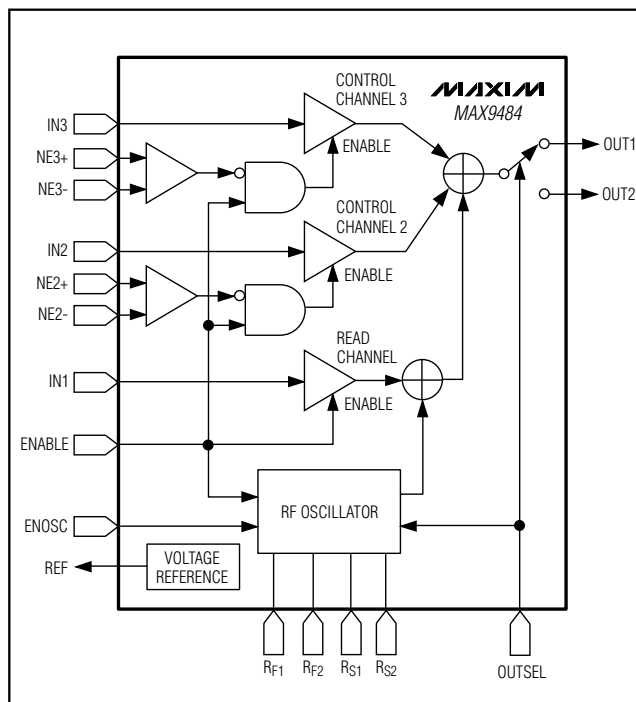 CONTROL
CHANNEL 3
MAXIM
MAX9484
IN3
NE3+
NE3-
ENABLE
OUT1
OUT2
CONTROL
CHANNEL 2
IN2
NE2+
NE2-
ENABLE
READ
CHANNEL
IN1
ENABLE
ENABLE
ENOSC
RF OSCILLATOR
REF
VOLTAGE
REFERENCE
RF1
RF2
RS1
RS2
OUTSEL